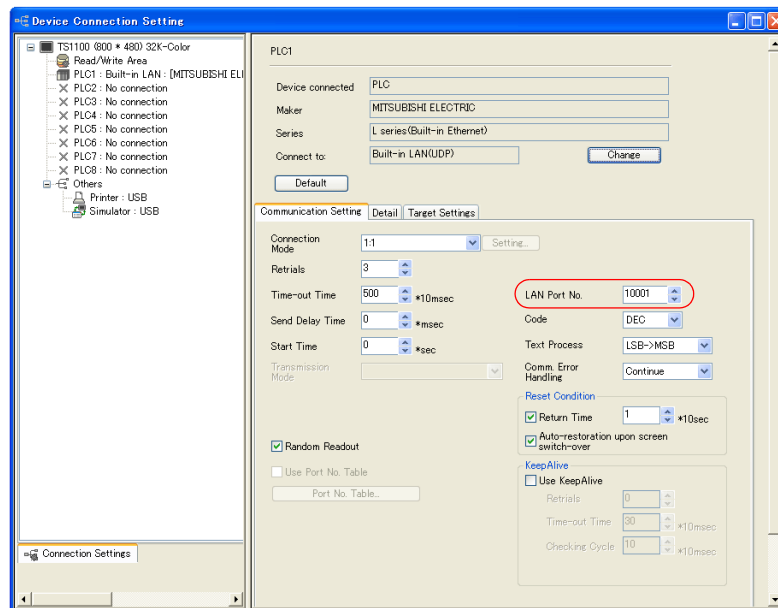 Device Connection Setting
TS1100 (800 * 480) 32K-Color
Read/Write Area
PLC1 : Built-in LAN : [MITSUBISHI ELI
PLC2 : No connection
PLC3 : No connection
PLC4 : No connection
PLC5 : No connection
PLC6 : No connection
PLC7 : No connection
PLC8 : No connection
Others
Printer : USB
Simulator : USB
Connection Settings
PLC1
Device connected PLC
Maker MITSUBISHI ELECTRIC
Series L series(Built-in Ethernet)
Connect to: Built-in LAN(UDP) Change
Default
Communication Setting Detail Target Settings
Connection
Mode 1:1 Setting...
Retrials 3
Time-out Time 500 *10msec
Send Delay Time 0 *msec
Start Time 0 *sec
Transmission
Mode
Random Readout
Use Port No. Table
Port No. Table...
LAN Port No. 10001
Code DEC
Text Process LSB->MSB
Comm. Error
Handling Continue
Reset Condition
Return Time 1 *10sec
Auto-restoration upon screen
switch-over
KeepAlive
Use KeepAlive
Retrials 0
Time-out Time 30 *10msec
Checking Cycle 10 *10msec